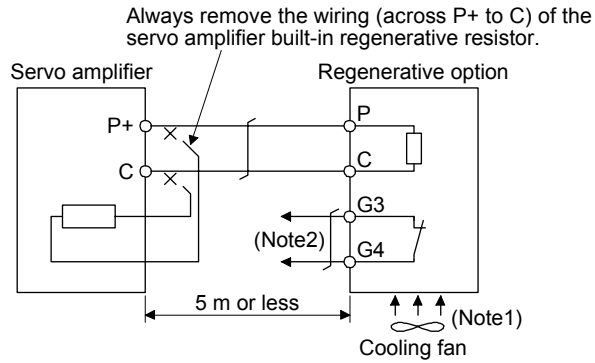 Always remove the wiring (across P+ to C) of the
servo amplifier built-in regenerative resistor.
Servo amplifier
Regenerative option
P+
P
C
C
G3
(Note2)
G4
5 m or less
(Note1)
Cooling fan